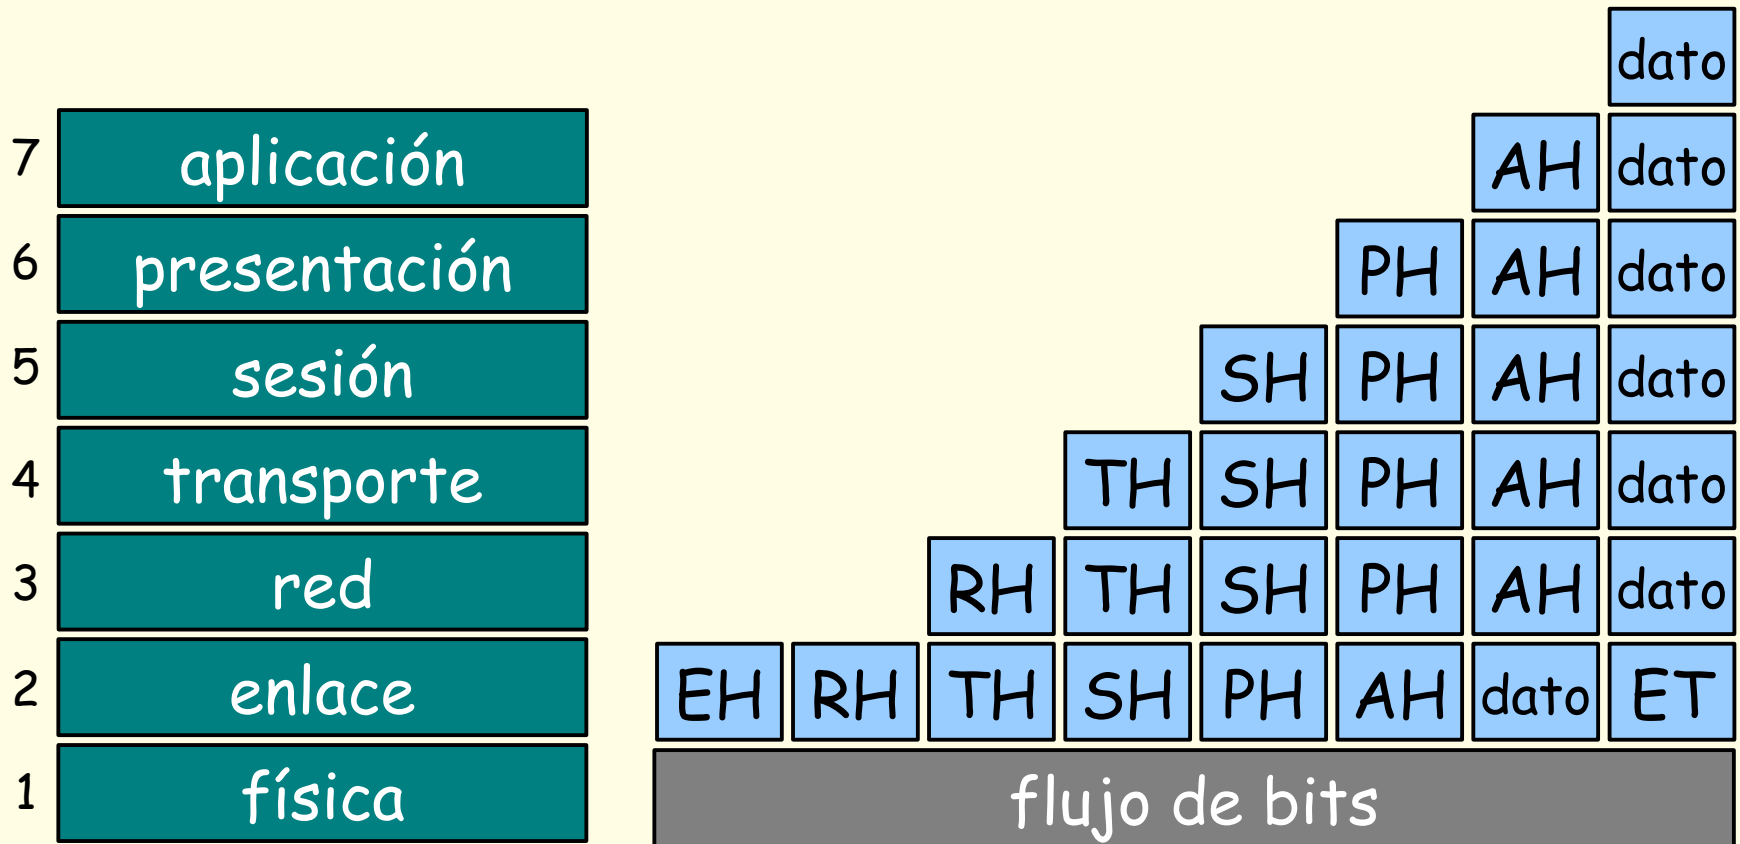 dato
7 aplicación AH dato
6 presentación PH AH dato
5 sesión SH PH AH dato
4 transporte TH SH PH AH dato
3 red RH TH SH PH AH dato
2 enlace EH RH TH SH PH AH dato ET
1 física flujo de bits